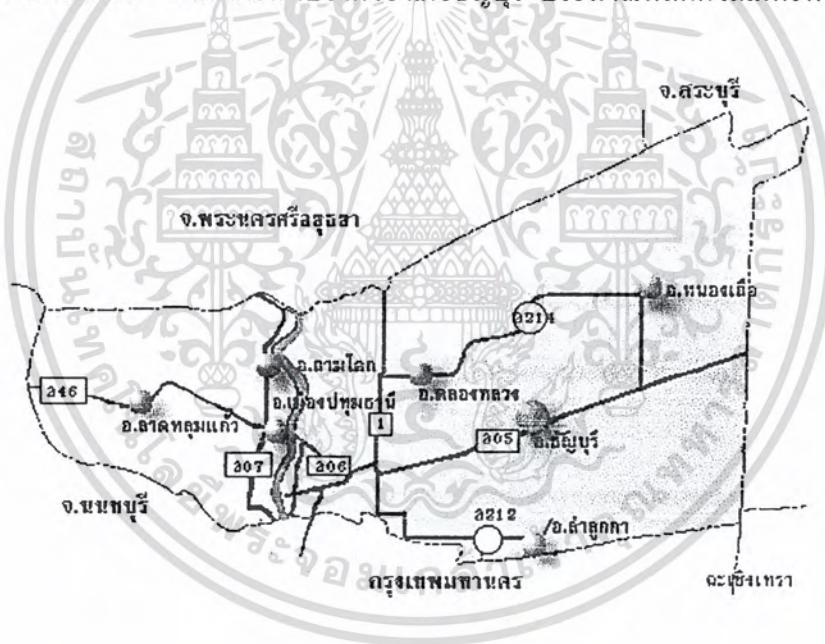 จ.สระบุรี
จ.พระนครศรีอยุธยา
อ.หนองเสือ
3214
อ.สามโคก
อ.คลองหลวง
346
อ.เมืองปทุมธานี
อ.ลาดหลุมแก้ว
1
305
อ.ธัญบุรี
307
306
จ.นนทบุรี
3212
อ.ลำลูกกา
กรุงเทพมหานคร
ฉะเชิงเทรา